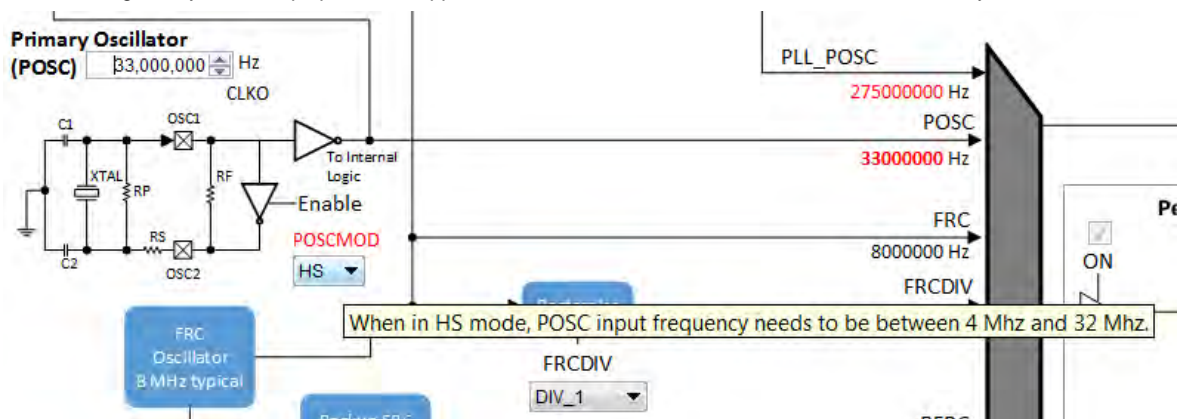 Primary Oscillator
(POSC) 33,000,000 Hz
CLKO
PLL_POSC
275000000 Hz
POSC
33000000 Hz
C1
OSC1
XTAL
RP
RF
To Internal
Logic
Enable
RS
C2
OSC2
POSCMOD
HS
FRC
8000000 Hz
FRCDIV
Pe
ON
When in HS mode, POSC input frequency needs to be between 4 Mhz and 32 Mhz.
FRC
Oscillator
8 MHz typical
FRCDIV
DIV_1